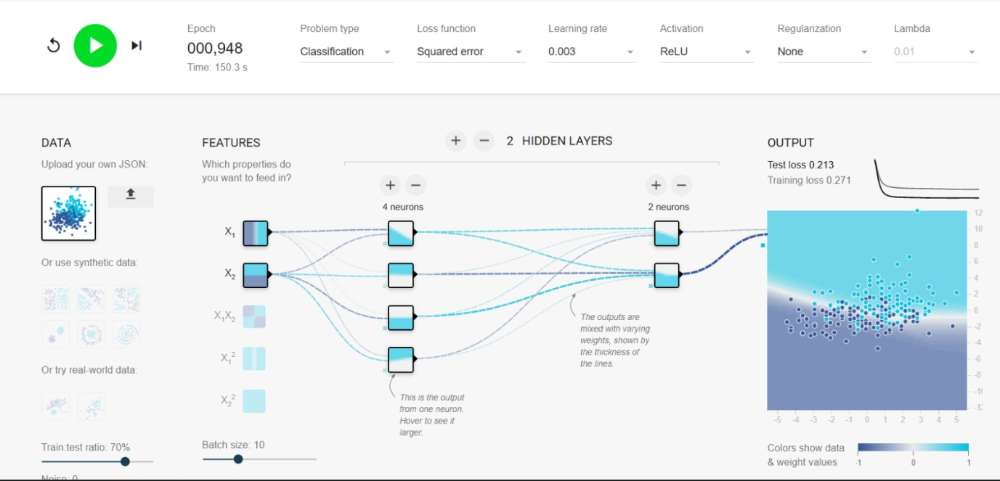 Epoch
000,948
Time: 150.3 s
Problem type
Classification
Loss function
Squared error
Learning rate
0.003
Activation
ReLU
Regularization
None
Lambda
0.01
DATA
Upload your own JSON:
Or use synthetic data:
Or try real-world data:
Train:test ratio: 70%
Noise: 0
FEATURES
Which properties do
you want to feed in?
X₁
X₂
X₁X₂
X₁²
X₂²
Batch size: 10
+ − 2 HIDDEN LAYERS
+ −
4 neurons
+ −
2 neurons
This is the output
from one neuron.
Hover to see it
larger.
The outputs are
mixed with varying
weights, shown by
the thickness of
the lines.
OUTPUT
Test loss 0.213
Training loss 0.271
12
10
8
6
4
2
0
-2
-4
-6
-8
-5 -4 -3 -2 -1 0 1 2 3 4 5
Colors show data
& weight values
-1 0 1